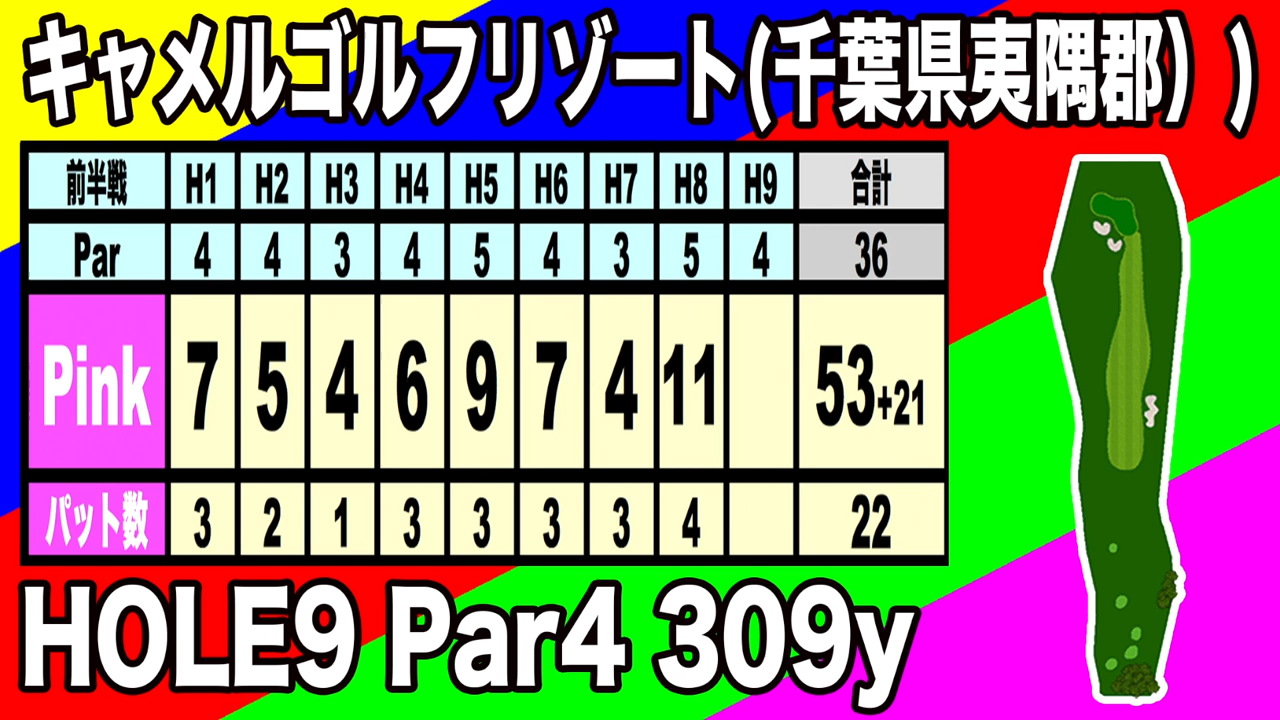 キャメルゴルフリゾート(千葉県夷隅郡））
前半戦 H1 H2 H3 H4 H5 H6 H7 H8 H9 合計
Par 4 4 3 4 5 4 3 5 4 36
Pink 7 5 4 6 9 7 4 11 53+21
パット数 3 2 1 3 3 3 3 4 22
HOLE9 Par4 309y